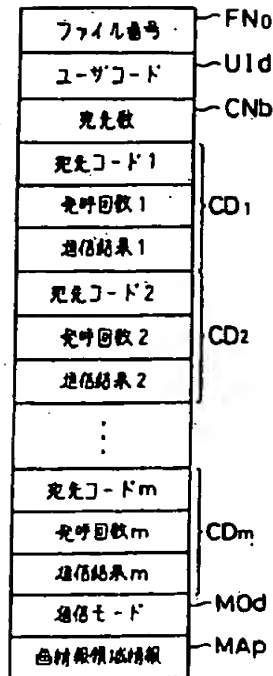 ファイル番号 FNo
ユーザコード UId
宛先数 CNb
宛先コード1
発呼回数1 CD1
通信結果1
宛先コード2
発呼回数2 CD2
通信結果2
⋮
宛先コードm
発呼回数m CDm
通信結果m
通信モード MOd
画情報領域情報 MAp